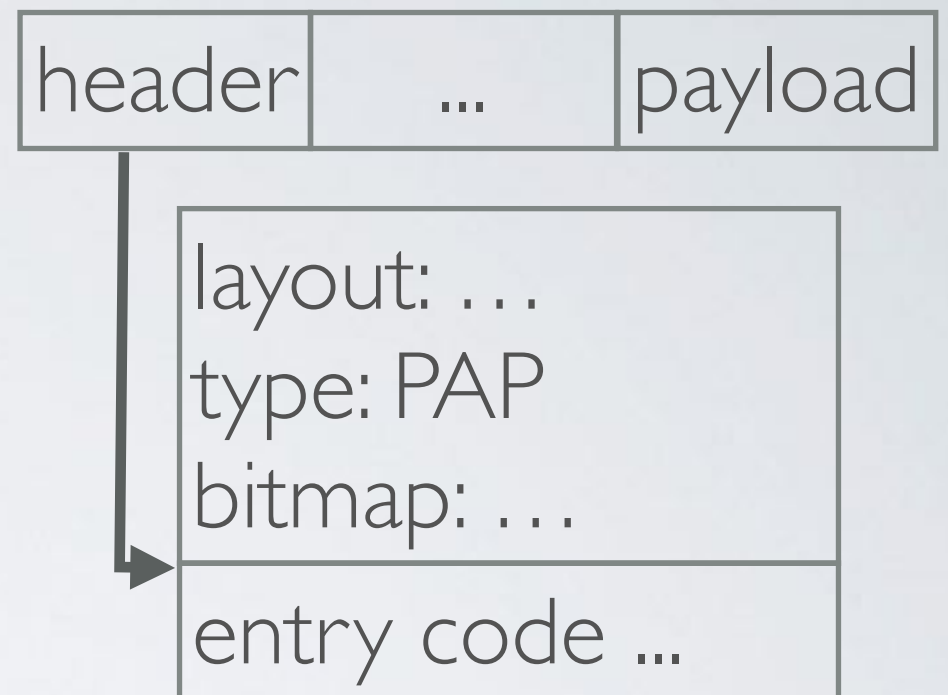 header ... payload
layout: ...
type: PAP
bitmap: ...
entry code ...